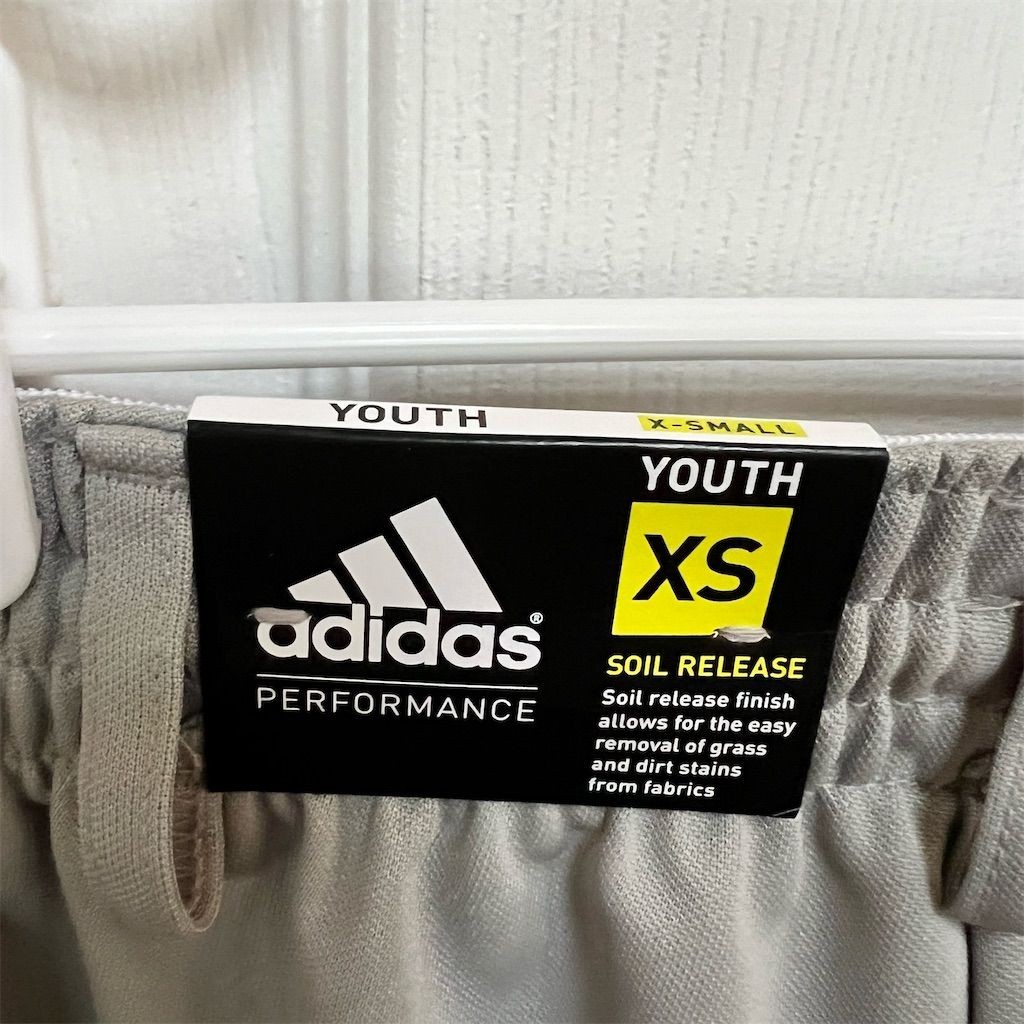 YOUTH X-SMALL
adidas®
PERFORMANCE
YOUTH
XS
SOIL RELEASE
Soil release finish
allows for the easy
removal of grass
and dirt stains
from fabrics